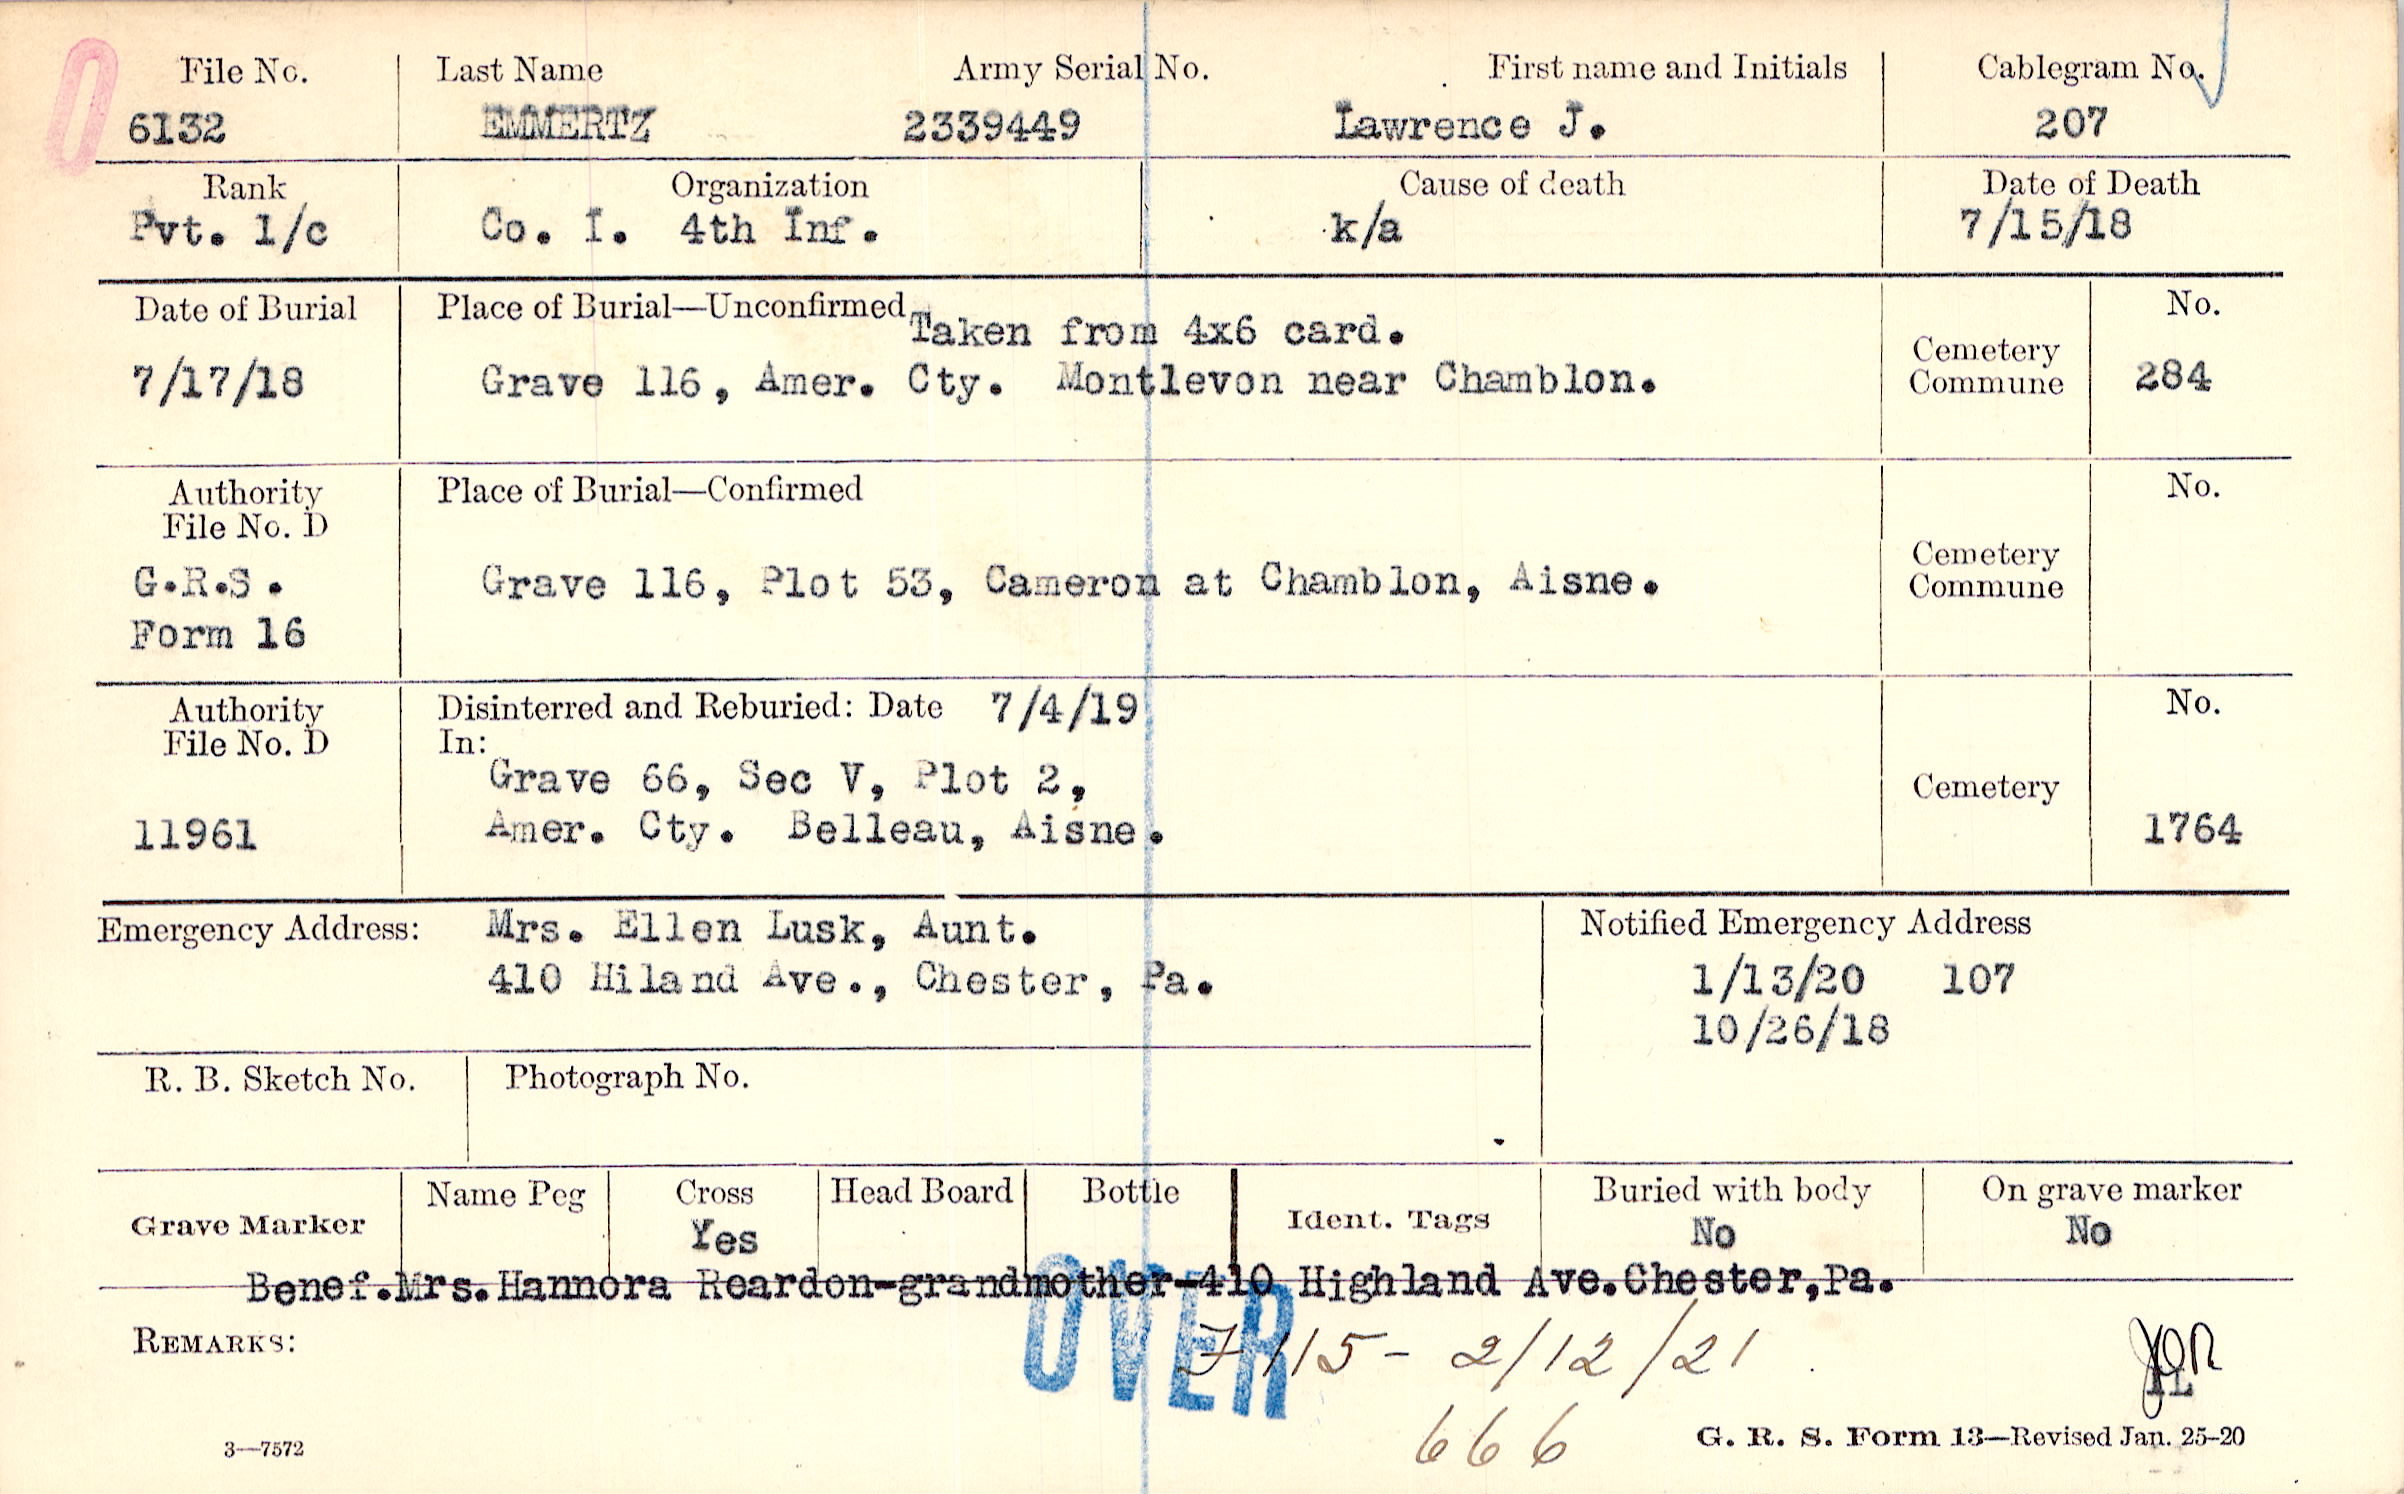 File No. Last Name Army Serial No. First name and Initials Cablegram No.
6132 EMMERTZ 2339449 Lawrence J. 207
Rank Organization Cause of death Date of Death
Pvt. 1/c Co. I. 4th Inf. k/a 7/15/18
Date of Burial Place of Burial—Unconfirmed No.
Taken from 4x6 card.
7/17/18 Grave 116, Amer. Cty. Montlevon near Chamblon. Cemetery Commune 284
Authority File No. D Place of Burial—Confirmed No.
G.R.S. Grave 116, Plot 53, Cameron at Chamblon, Aisne. Cemetery Commune
Form 16
Authority File No. D Disinterred and Reburied: Date 7/4/19 No.
In:
Grave 66, Sec V, Plot 2, Cemetery
11961 Amer. Cty. Belleau, Aisne. 1764
Emergency Address: Mrs. Ellen Lusk, Aunt. Notified Emergency Address
410 Hiland Ave., Chester, Pa. 1/13/20 107
10/26/18
R. B. Sketch No. Photograph No.
Grave Marker Name Peg Cross Head Board Bottle Ident. Tags Buried with body On grave marker
Yes No No
Benef.Mrs.Hannora Reardon-grandmother-410 Highland Ave.Chester,Pa.
OVER
REMARKS: 7115- 2/12/21
666
3—7572 G. R. S. Form 13—Revised Jan. 25-20